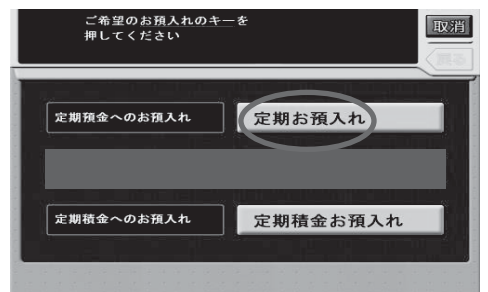 ご希望のお預入れのキーを
押してください
取消
戻る
定期預金へのお預入れ
定期お預入れ
定期積金へのお預入れ
定期積金お預入れ